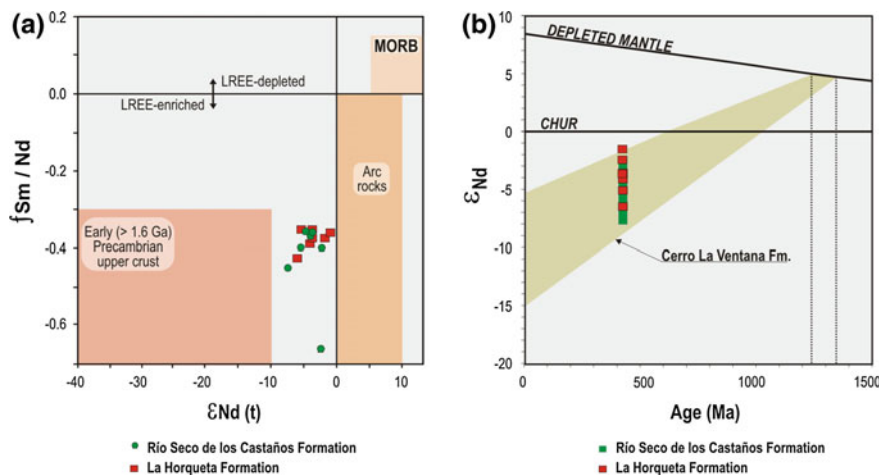 (a)
0.2
0.0
-0.2
-0.4
-0.6
ƒSm / Nd
MORB
LREE-depleted
LREE-enriched
Arc
rocks
Early (> 1.6 Ga)
Precambrian
upper crust
-40
-30
-20
-10
0
10
εNd (t)
Río Seco de los Castaños Formation
La Horqueta Formation
(b)
10
5
0
-5
-10
-15
-20
εNd
DEPLETED MANTLE
CHUR
Cerro La Ventana Fm.
0
500
1000
1500
Age (Ma)
Río Seco de los Castaños Formation
La Horqueta Formation